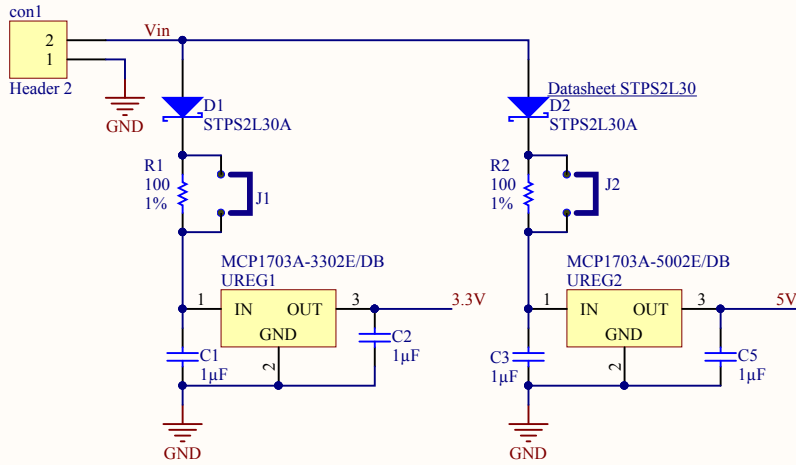 con1
Vin
2
1
Header 2
GND
D1
STPS2L30A
Datasheet STPS2L30
D2
STPS2L30A
R1
100
1%
J1
R2
100
1%
J2
MCP1703A-3302E/DB
UREG1
1
IN
OUT
3
GND
2
3.3V
C1
1µF
C2
1µF
GND
MCP1703A-5002E/DB
UREG2
1
IN
OUT
3
GND
2
5V
C3
1µF
C5
1µF
GND